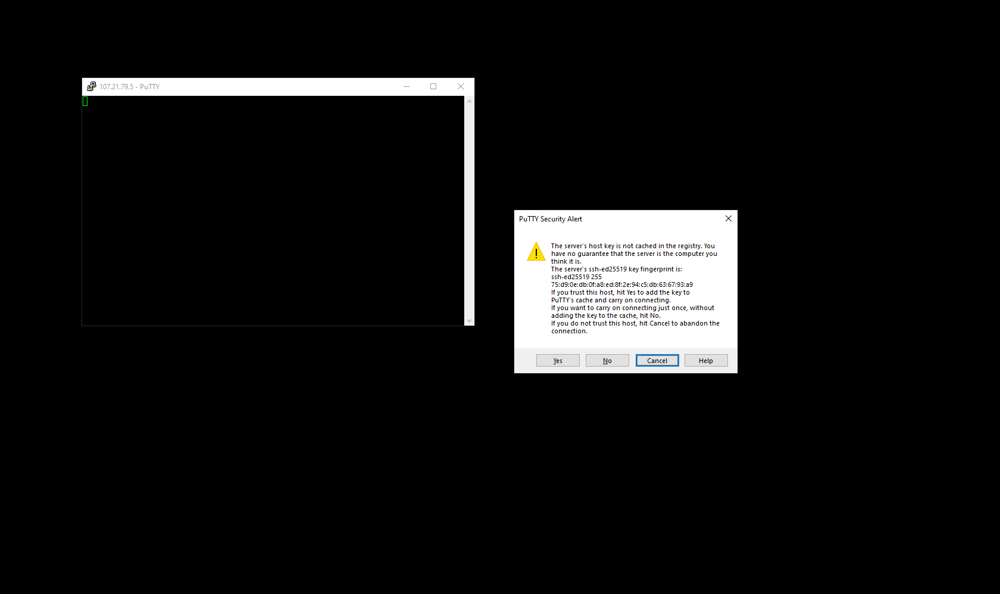 107.21.79.5 - PuTTY
PuTTY Security Alert
The server's host key is not cached in the registry. You
have no guarantee that the server is the computer you
think it is.
The server's ssh-ed25519 key fingerprint is:
ssh-ed25519 255
75:d9:0e:db:0f:a8:ed:8f:2e:94:c5:db:63:67:93:a9
If you trust this host, hit Yes to add the key to
PuTTY's cache and carry on connecting.
If you want to carry on connecting just once, without
adding the key to the cache, hit No.
If you do not trust this host, hit Cancel to abandon the
connection.
Yes No Cancel Help